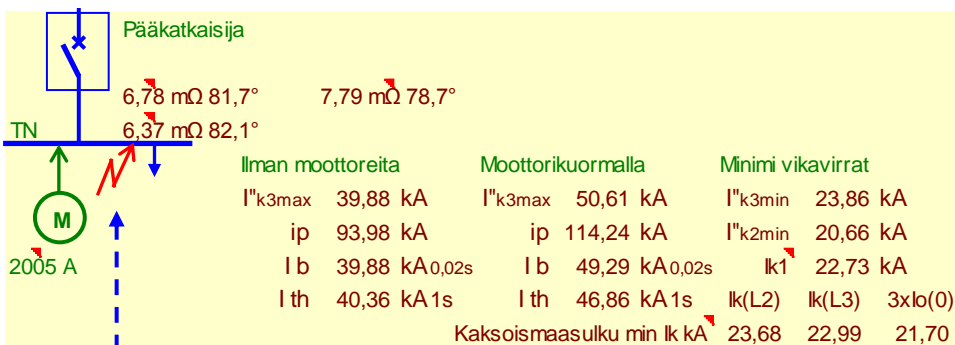 Pääkatkaisija
6,78 mΩ 81,7° 7,79 mΩ 78,7°
TN 6,37 mΩ 82,1°
Ilman moottoreita Moottorikuormalla Minimi vikavirrat
I"k3max 39,88 kA I"k3max 50,61 kA I"k3min 23,86 kA
M ip 93,98 kA ip 114,24 kA I"k2min 20,66 kA
2005 A Ib 39,88 kA 0,02s Ib 49,29 kA 0,02s Ik1 22,73 kA
Ith 40,36 kA 1s Ith 46,86 kA 1s Ik(L2) Ik(L3) 3xIo(0)
Kaksoismaasulku min Ik kA 23,68 22,99 21,70